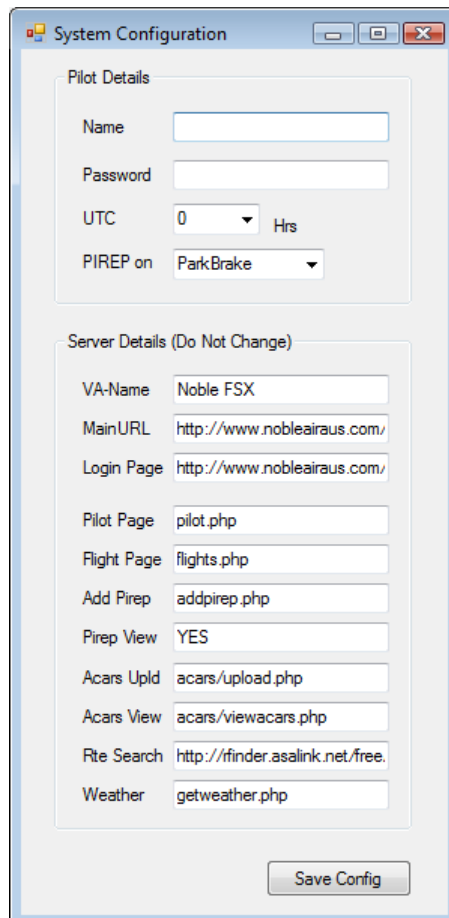 System Configuration
Pilot Details
Name
Password
UTC 0 Hrs
PIREP on ParkBrake
Server Details (Do Not Change)
VA-Name Noble FSX
MainURL http://www.nobleairaus.com/
Login Page http://www.nobleairaus.com/
Pilot Page pilot.php
Flight Page flights.php
Add Pirep addpirep.php
Pirep View YES
Acars Upld acars/upload.php
Acars View acars/viewacars.php
Rte Search http://rfinder.asalink.net/free.
Weather getweather.php
Save Config